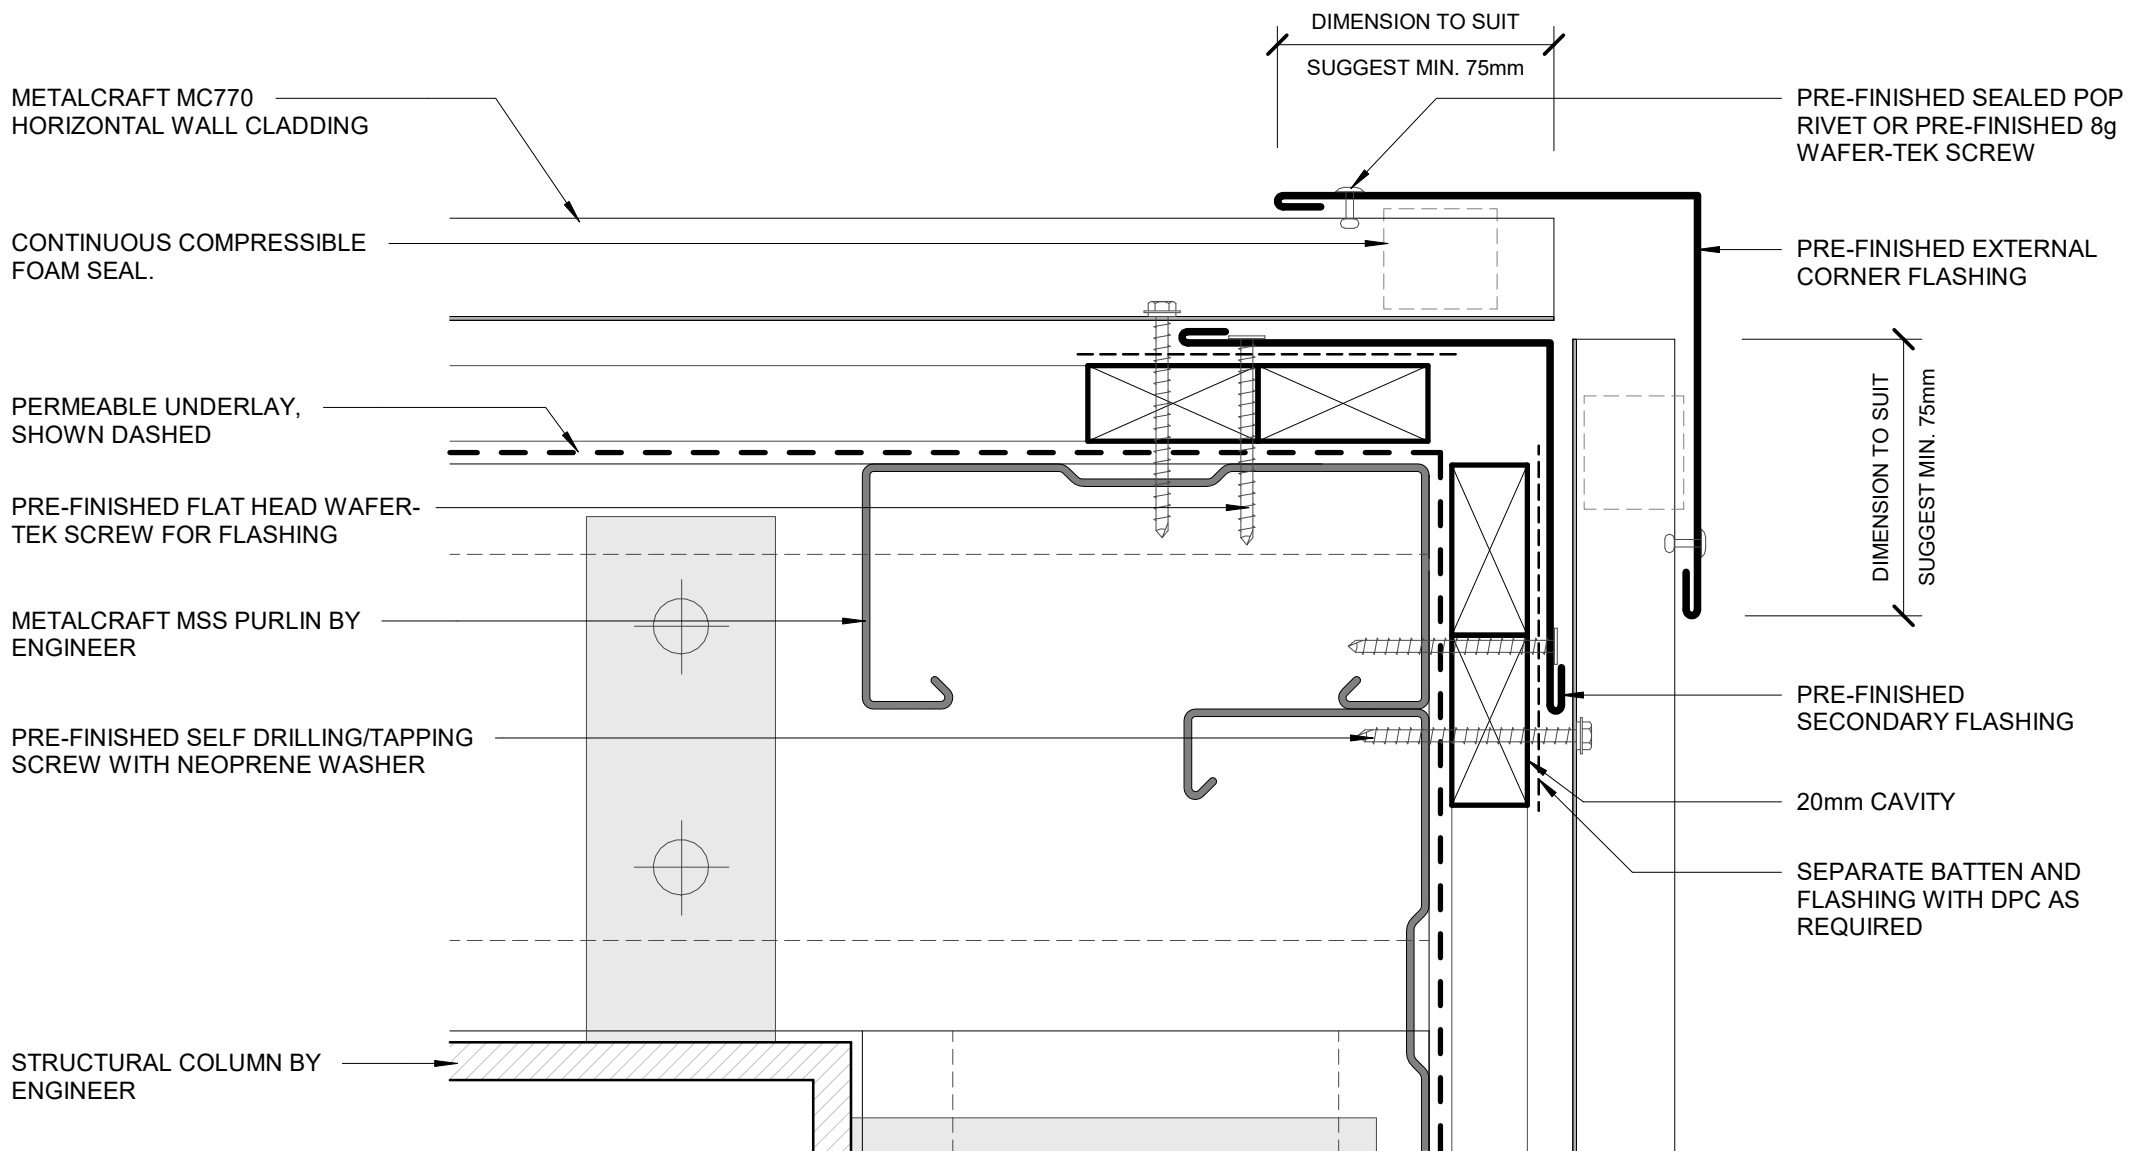 DIMENSION TO SUIT
SUGGEST MIN. 75mm
METALCRAFT MC770
HORIZONTAL WALL CLADDING
CONTINUOUS COMPRESSIBLE
FOAM SEAL.
PERMEABLE UNDERLAY,
SHOWN DASHED
PRE-FINISHED FLAT HEAD WAFER-
TEK SCREW FOR FLASHING
METALCRAFT MSS PURLIN BY
ENGINEER
PRE-FINISHED SELF DRILLING/TAPPING
SCREW WITH NEOPRENE WASHER
STRUCTURAL COLUMN BY
ENGINEER
PRE-FINISHED SEALED POP
RIVET OR PRE-FINISHED 8g
WAFER-TEK SCREW
PRE-FINISHED EXTERNAL
CORNER FLASHING
DIMENSION TO SUIT
SUGGEST MIN. 75mm
PRE-FINISHED
SECONDARY FLASHING
20mm CAVITY
SEPARATE BATTEN AND
FLASHING WITH DPC AS
REQUIRED